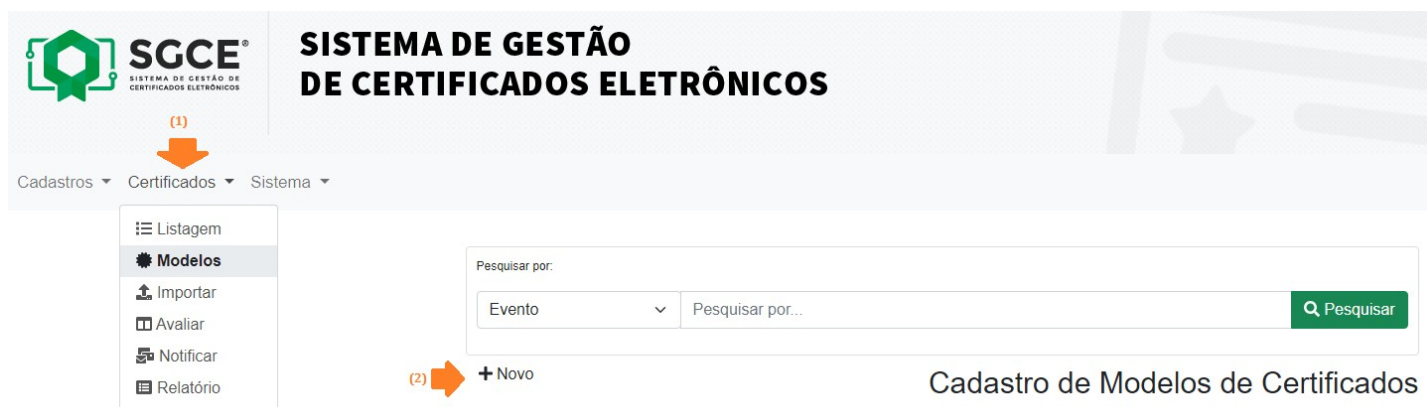 SGCE®
SISTEMA DE GESTÃO DE
CERTIFICADOS ELETRÔNICOS
SISTEMA DE GESTÃO
DE CERTIFICADOS ELETRÔNICOS
(1)
Cadastros Certificados Sistema
Listagem
Modelos
Importar
Avaliar
Notificar
Relatório
Pesquisar por:
Evento Pesquisar por... Pesquisar
(2) + Novo
Cadastro de Modelos de Certificados